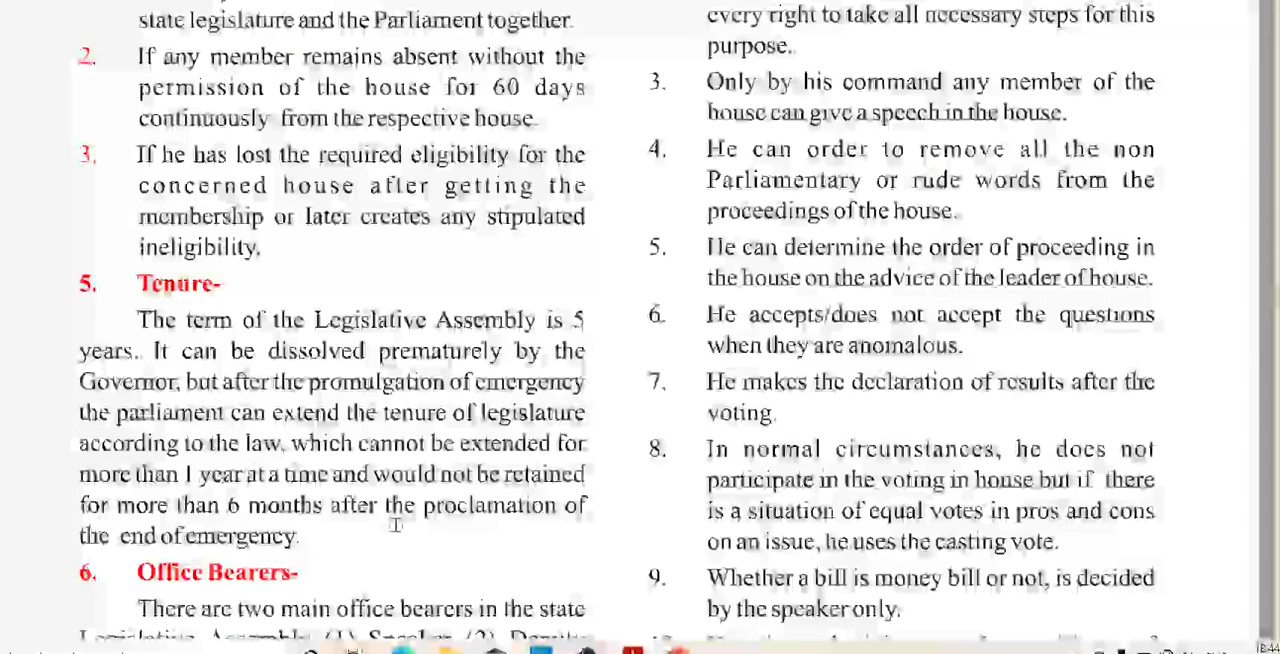 state legislature and the Parliament together.
2. If any member remains absent without the
permission of the house for 60 days
continuously from the respective house.
3. If he has lost the required eligibility for the
concerned house after getting the
membership or later creates any stipulated
ineligibility.
5. Tenure-
The term of the Legislative Assembly is 5
years. It can be dissolved prematurely by the
Governor, but after the promulgation of emergency
the parliament can extend the tenure of legislature
according to the law, which cannot be extended for
more than 1 year at a time and would not be retained
for more than 6 months after the proclamation of
the end of emergency.
6. Office Bearers-
There are two main office bearers in the state
Legislative Assembly (1) Speaker (2) Deputy
every right to take all necessary steps for this
purpose.
3. Only by his command any member of the
house can give a speech in the house.
4. He can order to remove all the non
Parliamentary or rude words from the
proceedings of the house.
5. He can determine the order of proceeding in
the house on the advice of the leader of house.
6. He accepts/does not accept the questions
when they are anomalous.
7. He makes the declaration of results after the
voting.
8. In normal circumstances, he does not
participate in the voting in house but if there
is a situation of equal votes in pros and cons
on an issue, he uses the casting vote.
9. Whether a bill is money bill or not, is decided
by the speaker only.
18:44